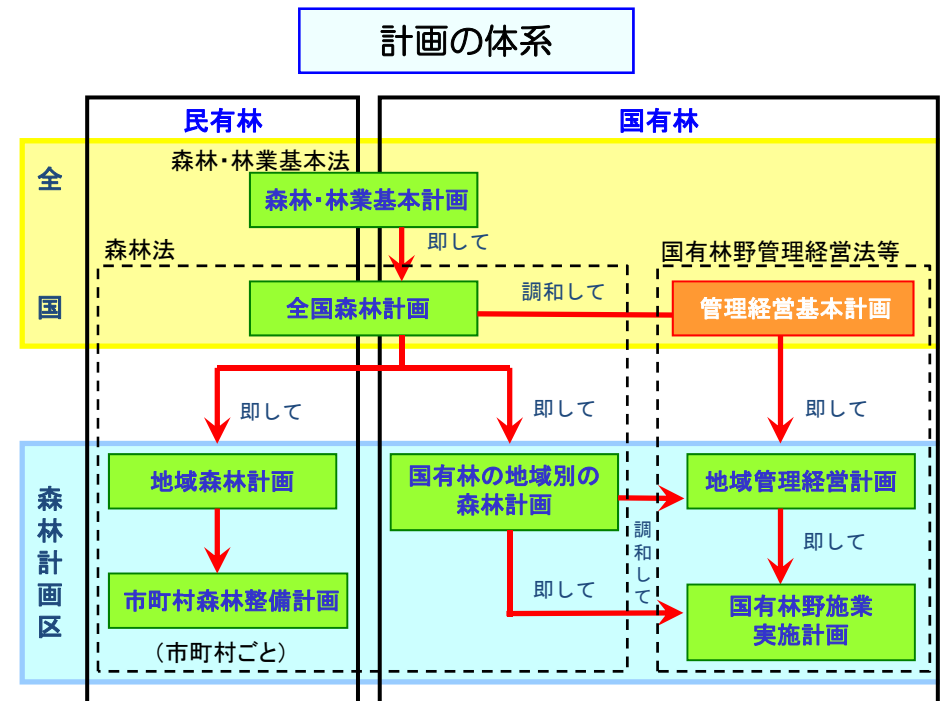 計画の体系
民有林
国有林
全国
森林・林業基本法
森林・林業基本計画
即して
森林法
国有林野管理経営法等
全国森林計画
調和して
管理経営基本計画
即して
即して
即して
森林計画区
地域森林計画
国有林の地域別の
森林計画
地域管理経営計画
調和して
即して
即して
市町村森林整備計画
(市町村ごと)
国有林野施業
実施計画